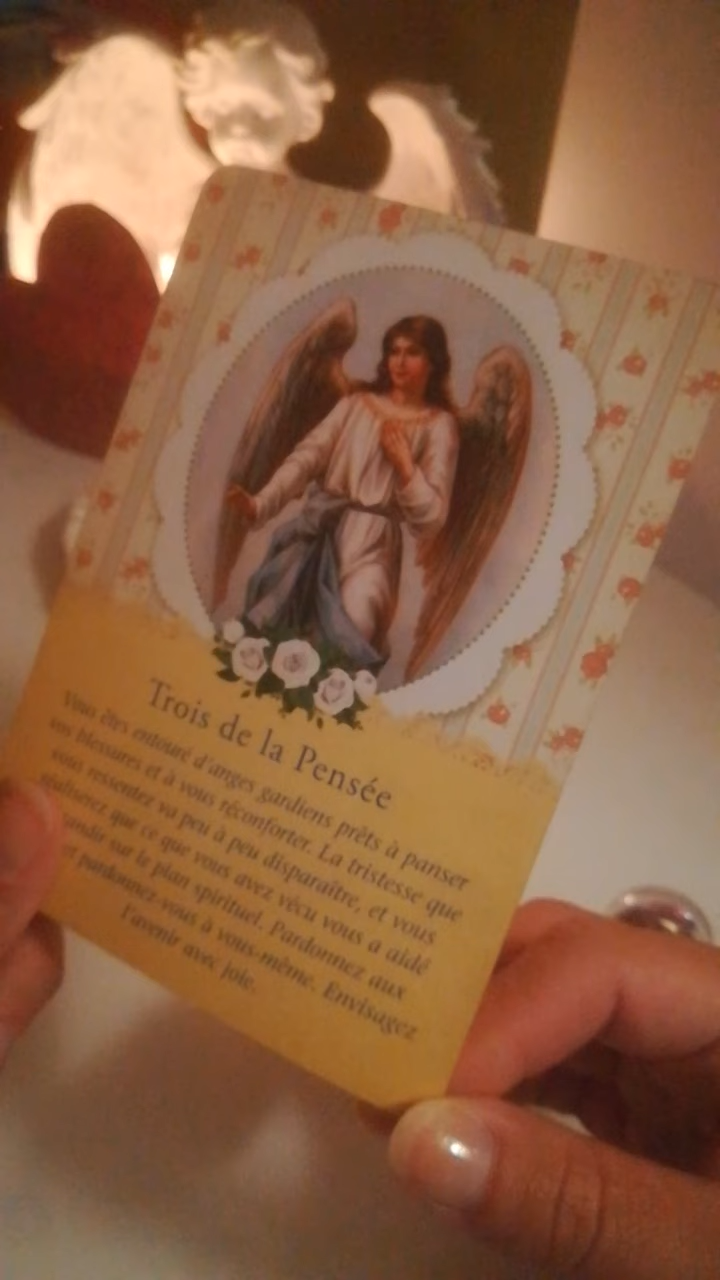 Trois de la Pensée
Vous êtes entouré d'anges gardiens prêts à panser
vos blessures et à vous réconforter. La tristesse que
vous ressentez va peu à peu disparaître, et vous
réaliserez que ce que vous avez vécu vous a aidé
sur le plan spirituel. Pardonnez aux
pardonnez-vous à vous-même. Envisagez
l'avenir avec joie.